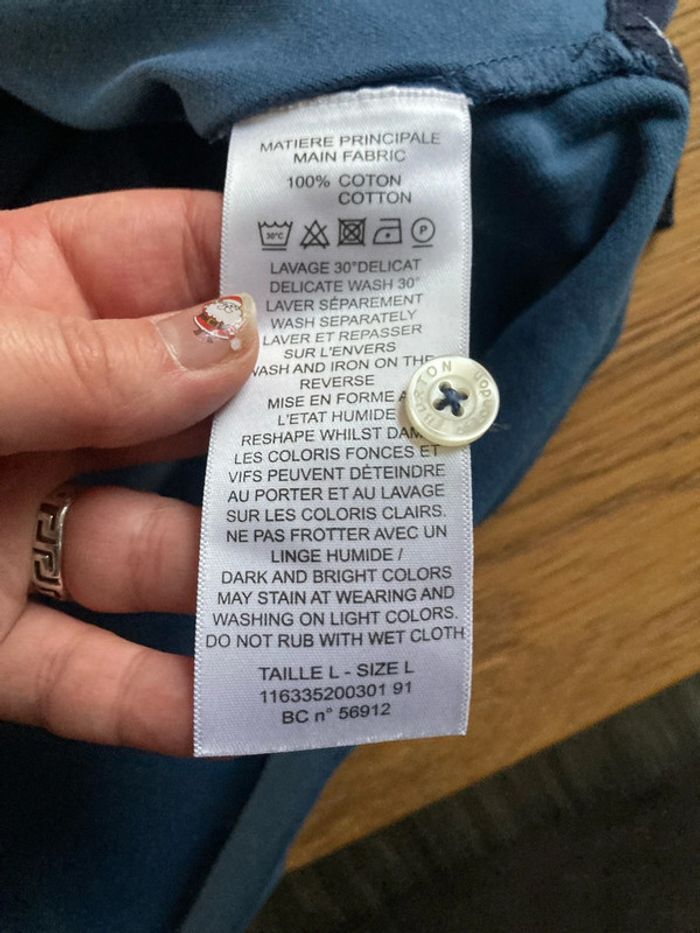 MATIERE PRINCIPALE
MAIN FABRIC
100% COTON
COTTON
30°C
P
LAVAGE 30°DELICAT
DELICATE WASH 30°
LAVER SÉPAREMENT
WASH SEPARATELY
LAVER ET REPASSER
SUR L'ENVERS
WASH AND IRON ON THE
REVERSE
MISE EN FORME
L'ETAT HUMIDE
RESHAPE WHILST
LES COLORIS FONCES ET
VIFS PEUVENT DÉTEINDRE
AU PORTER ET AU LAVAGE
SUR LES COLORIS CLAIRS.
NE PAS FROTTER AVEC UN
LINGE HUMIDE /
DARK AND BRIGHT COLORS
MAY STAIN AT WEARING AND
WASHING ON LIGHT COLORS.
DO NOT RUB WITH WET CLOTH
TAILLE L - SIZE L
116335200301 91
BC n° 56912